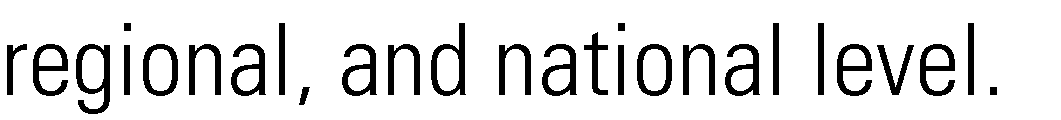 regional, and national level.